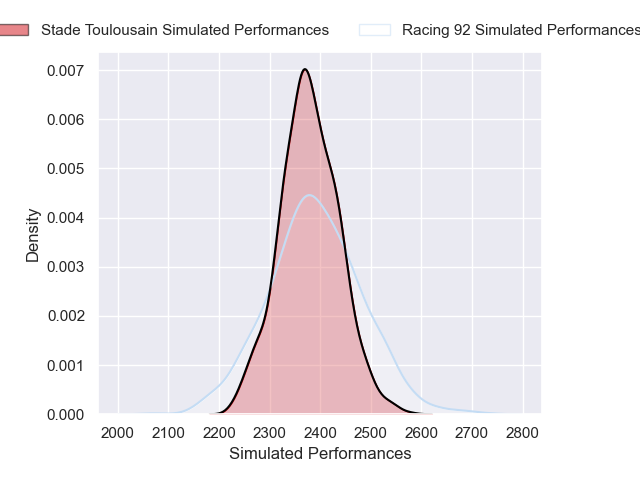 Stade Toulousain Simulated Performances
Racing 92 Simulated Performances
0.007
0.006
0.005
0.004
0.003
0.002
0.001
0.000
Density
2000 2100 2200 2300 2400 2500 2600 2700 2800
Simulated Performances